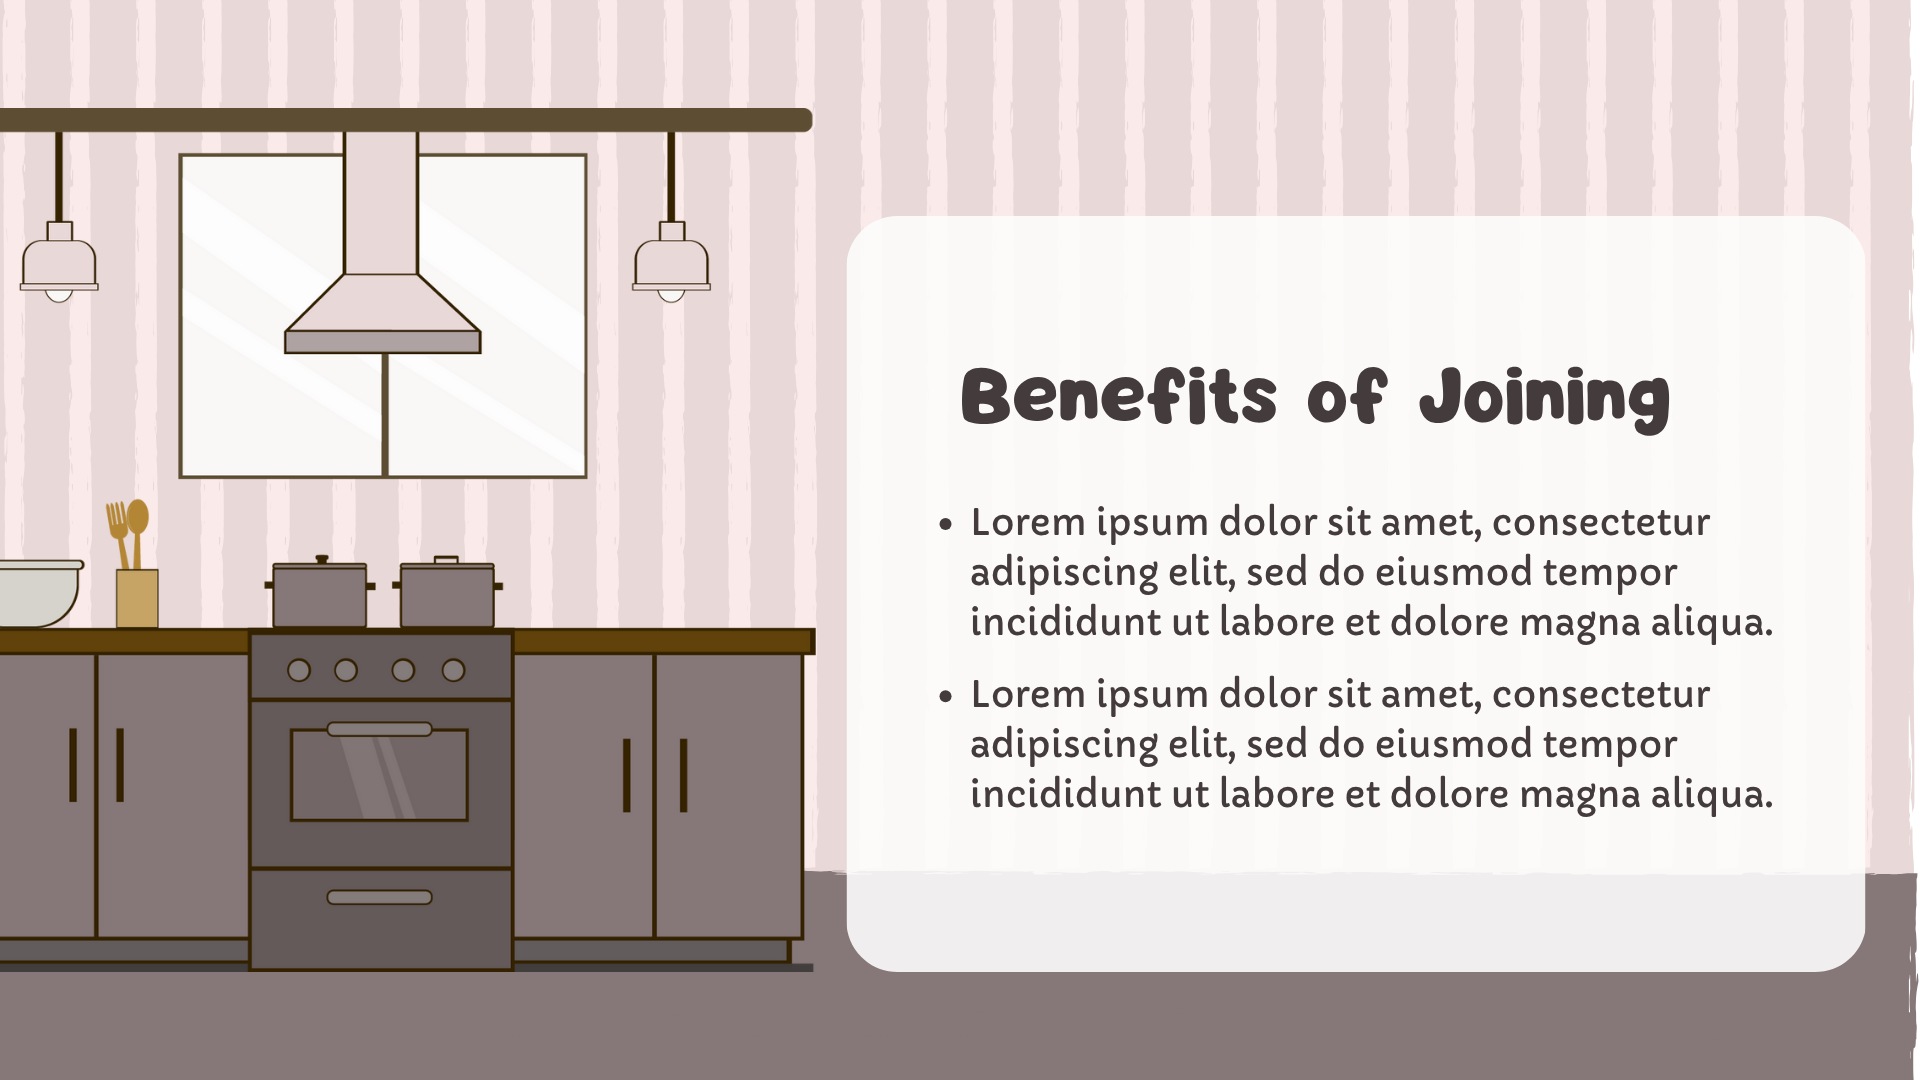 Benefits of Joining
• Lorem ipsum dolor sit amet, consectetur
adipiscing elit, sed do eiusmod tempor
incididunt ut labore et dolore magna aliqua.
• Lorem ipsum dolor sit amet, consectetur
adipiscing elit, sed do eiusmod tempor
incididunt ut labore et dolore magna aliqua.